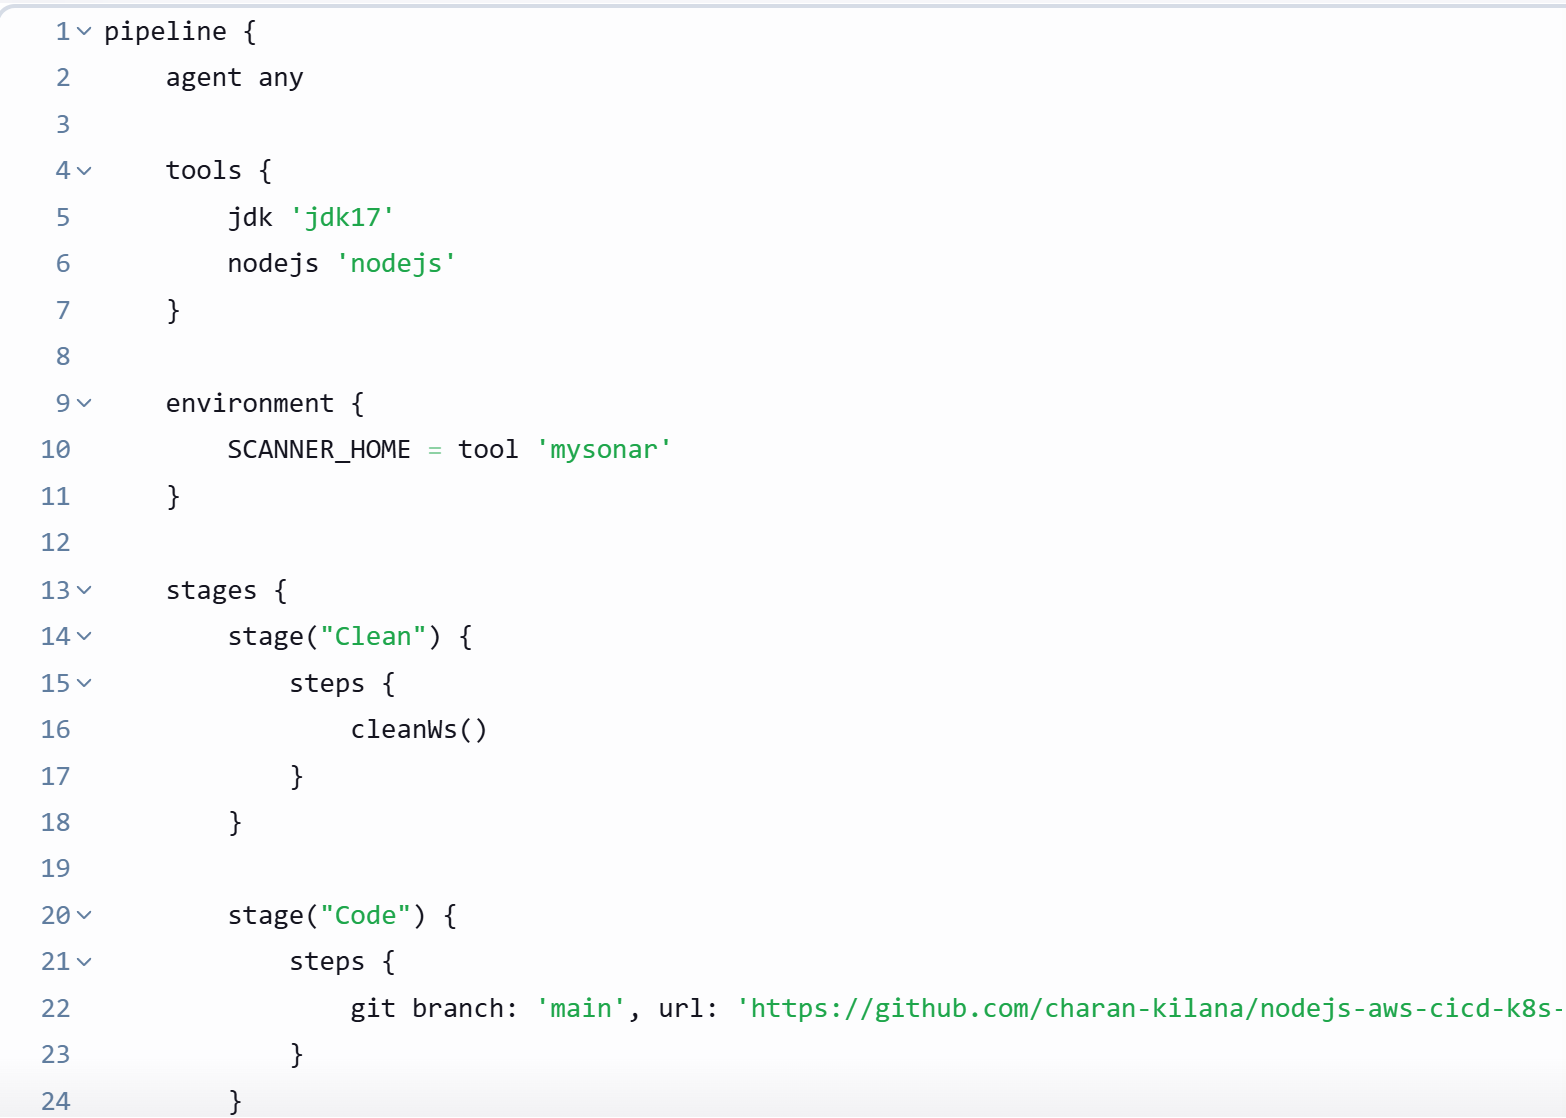 1 pipeline {
2     agent any
3
4     tools {
5         jdk 'jdk17'
6         nodejs 'nodejs'
7     }
8
9     environment {
10         SCANNER_HOME = tool 'mysonar'
11     }
12
13     stages {
14         stage("Clean") {
15             steps {
16                 cleanWs()
17             }
18         }
19
20         stage("Code") {
21             steps {
22                 git branch: 'main', url: 'https://github.com/charan-kilana/nodejs-aws-cicd-k8s-
23             }
24         }